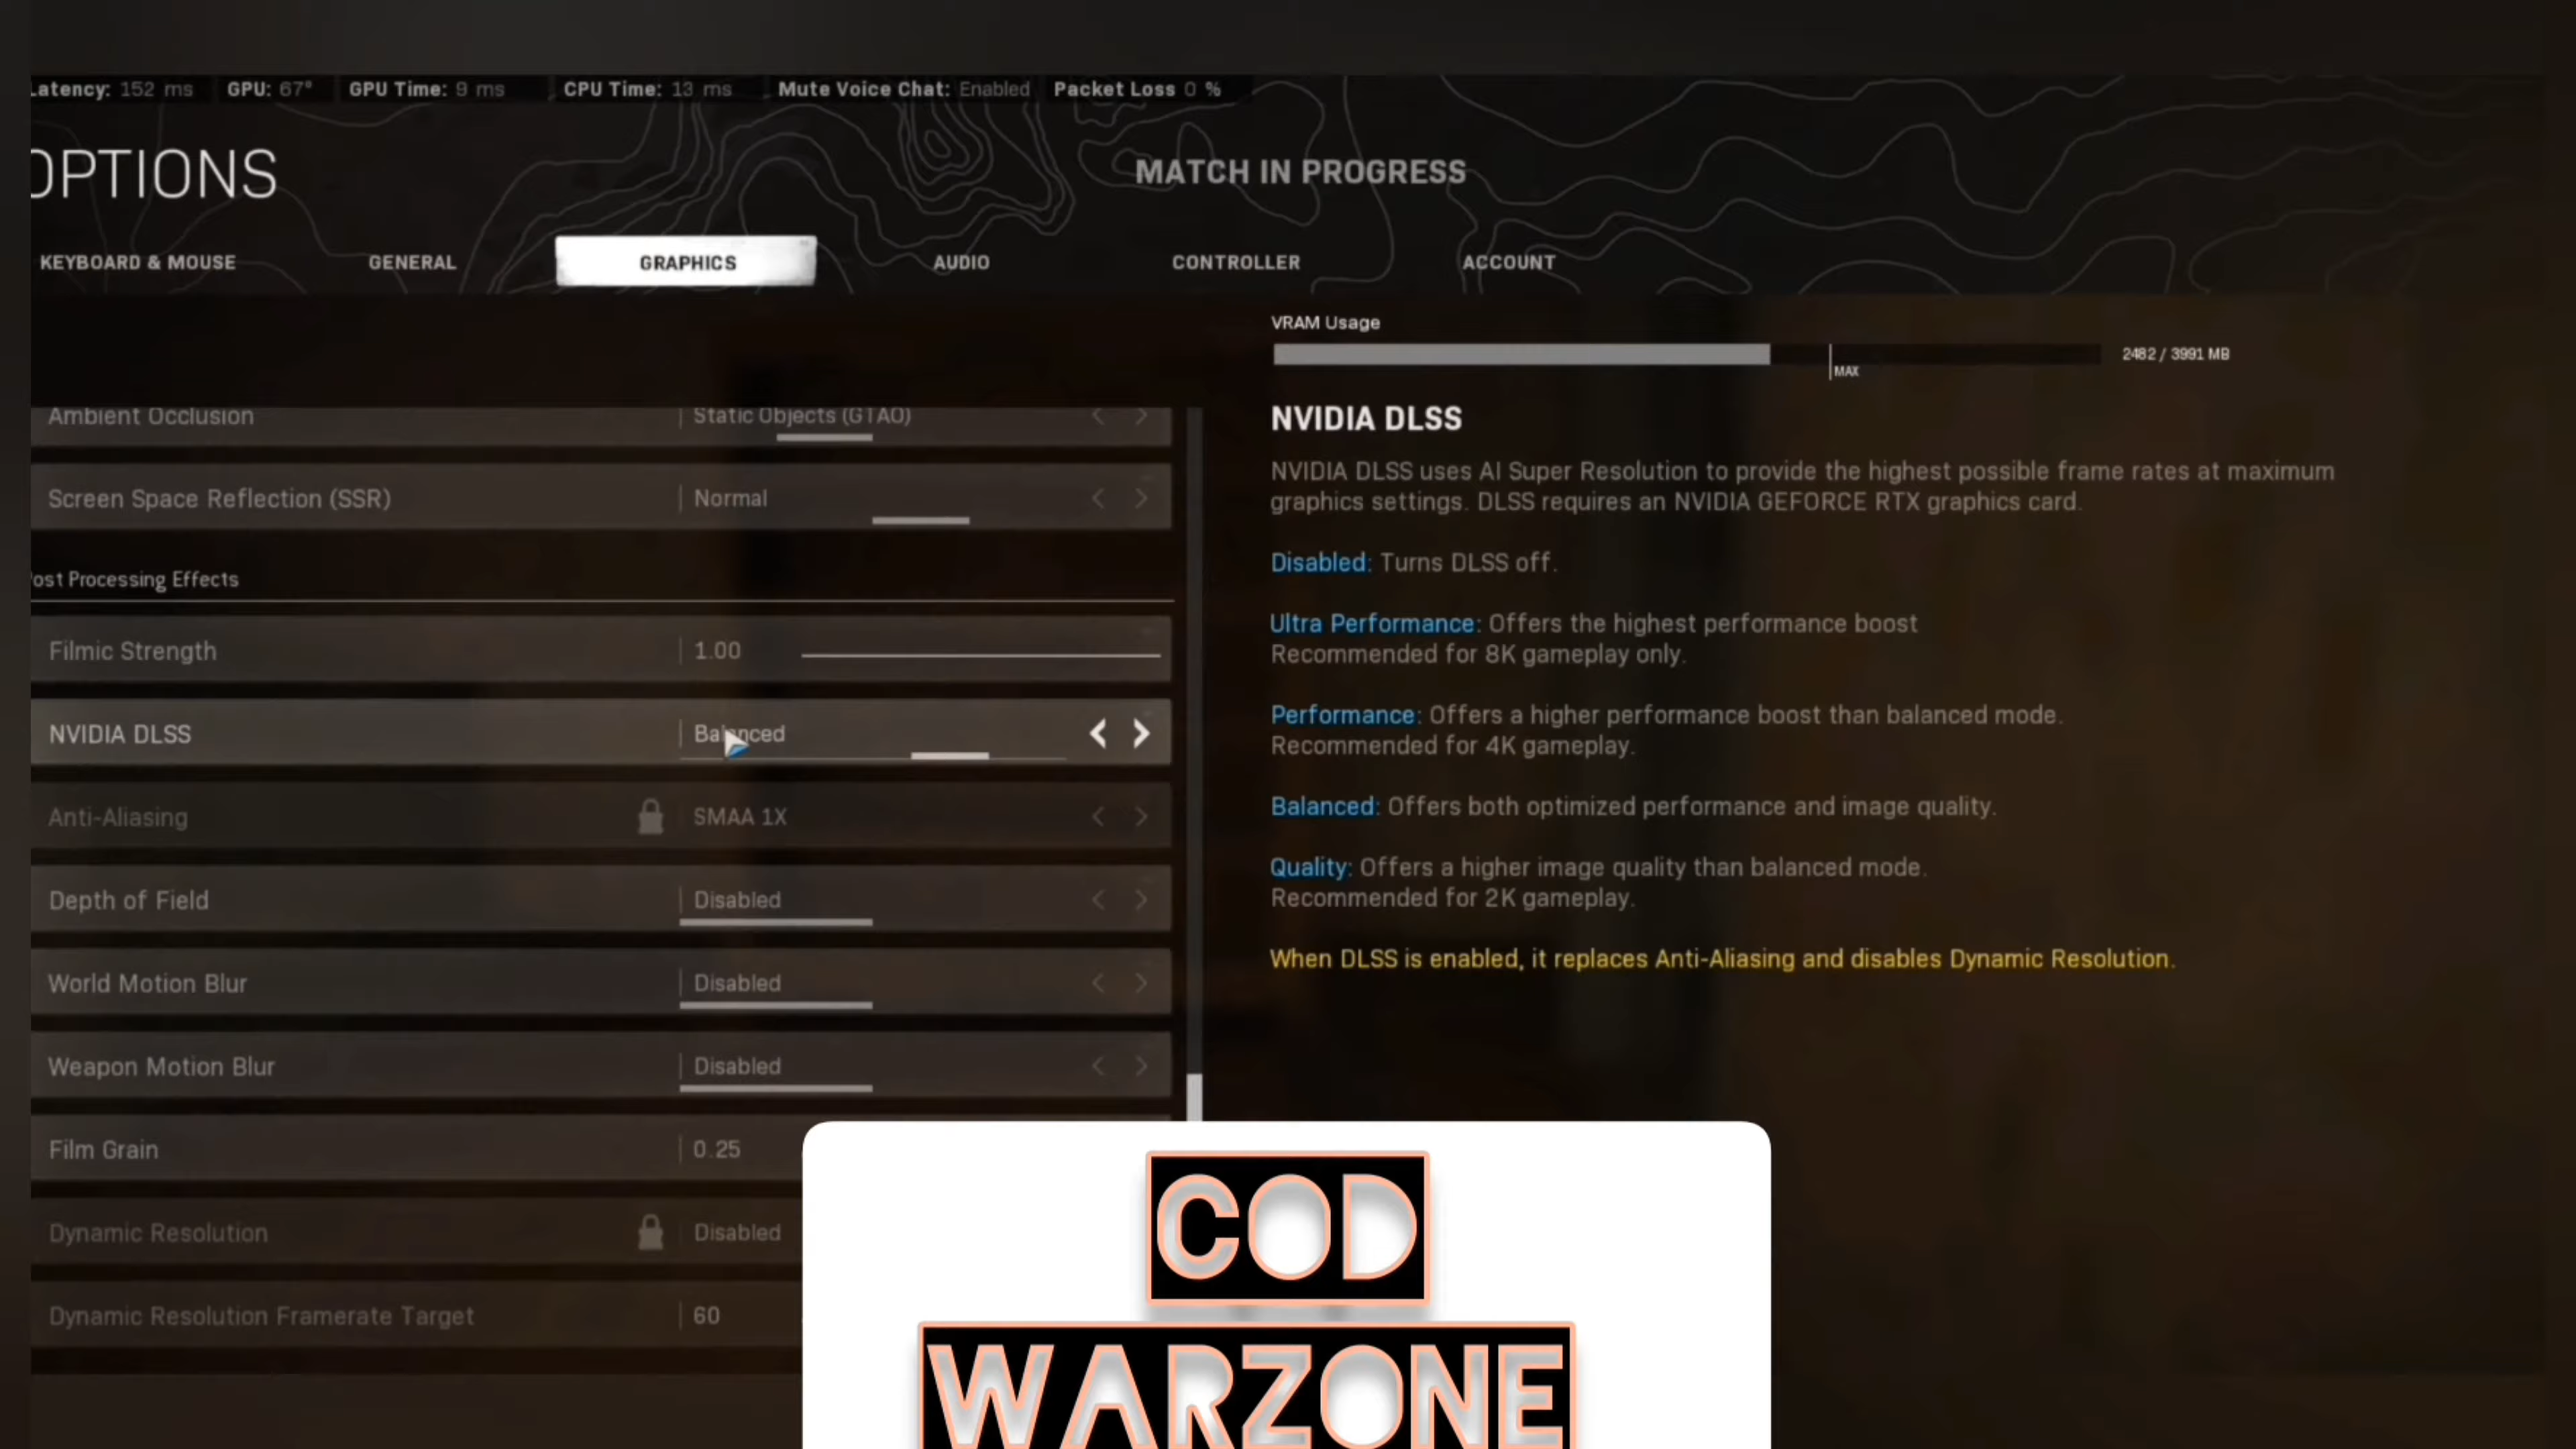 Latency: 152 ms GPU: 67° GPU Time: 9 ms CPU Time: 13 ms Mute Voice Chat: Enabled Packet Loss 0 %
OPTIONS
MATCH IN PROGRESS
KEYBOARD & MOUSE GENERAL GRAPHICS AUDIO CONTROLLER ACCOUNT
VRAM Usage
2482 / 3991 MB
MAX
Ambient Occlusion Static Objects (GTAO)
Screen Space Reflection (SSR) Normal
Post Processing Effects
Filmic Strength 1.00
NVIDIA DLSS Balanced
Anti-Aliasing SMAA 1X
Depth of Field Disabled
World Motion Blur Disabled
Weapon Motion Blur Disabled
Film Grain 0.25
Dynamic Resolution Disabled
Dynamic Resolution Framerate Target 60
NVIDIA DLSS
NVIDIA DLSS uses AI Super Resolution to provide the highest possible frame rates at maximum
graphics settings. DLSS requires an NVIDIA GEFORCE RTX graphics card.
Disabled: Turns DLSS off.
Ultra Performance: Offers the highest performance boost
Recommended for 8K gameplay only.
Performance: Offers a higher performance boost than balanced mode.
Recommended for 4K gameplay.
Balanced: Offers both optimized performance and image quality.
Quality: Offers a higher image quality than balanced mode.
Recommended for 2K gameplay.
When DLSS is enabled, it replaces Anti-Aliasing and disables Dynamic Resolution.
COD
WARZONE